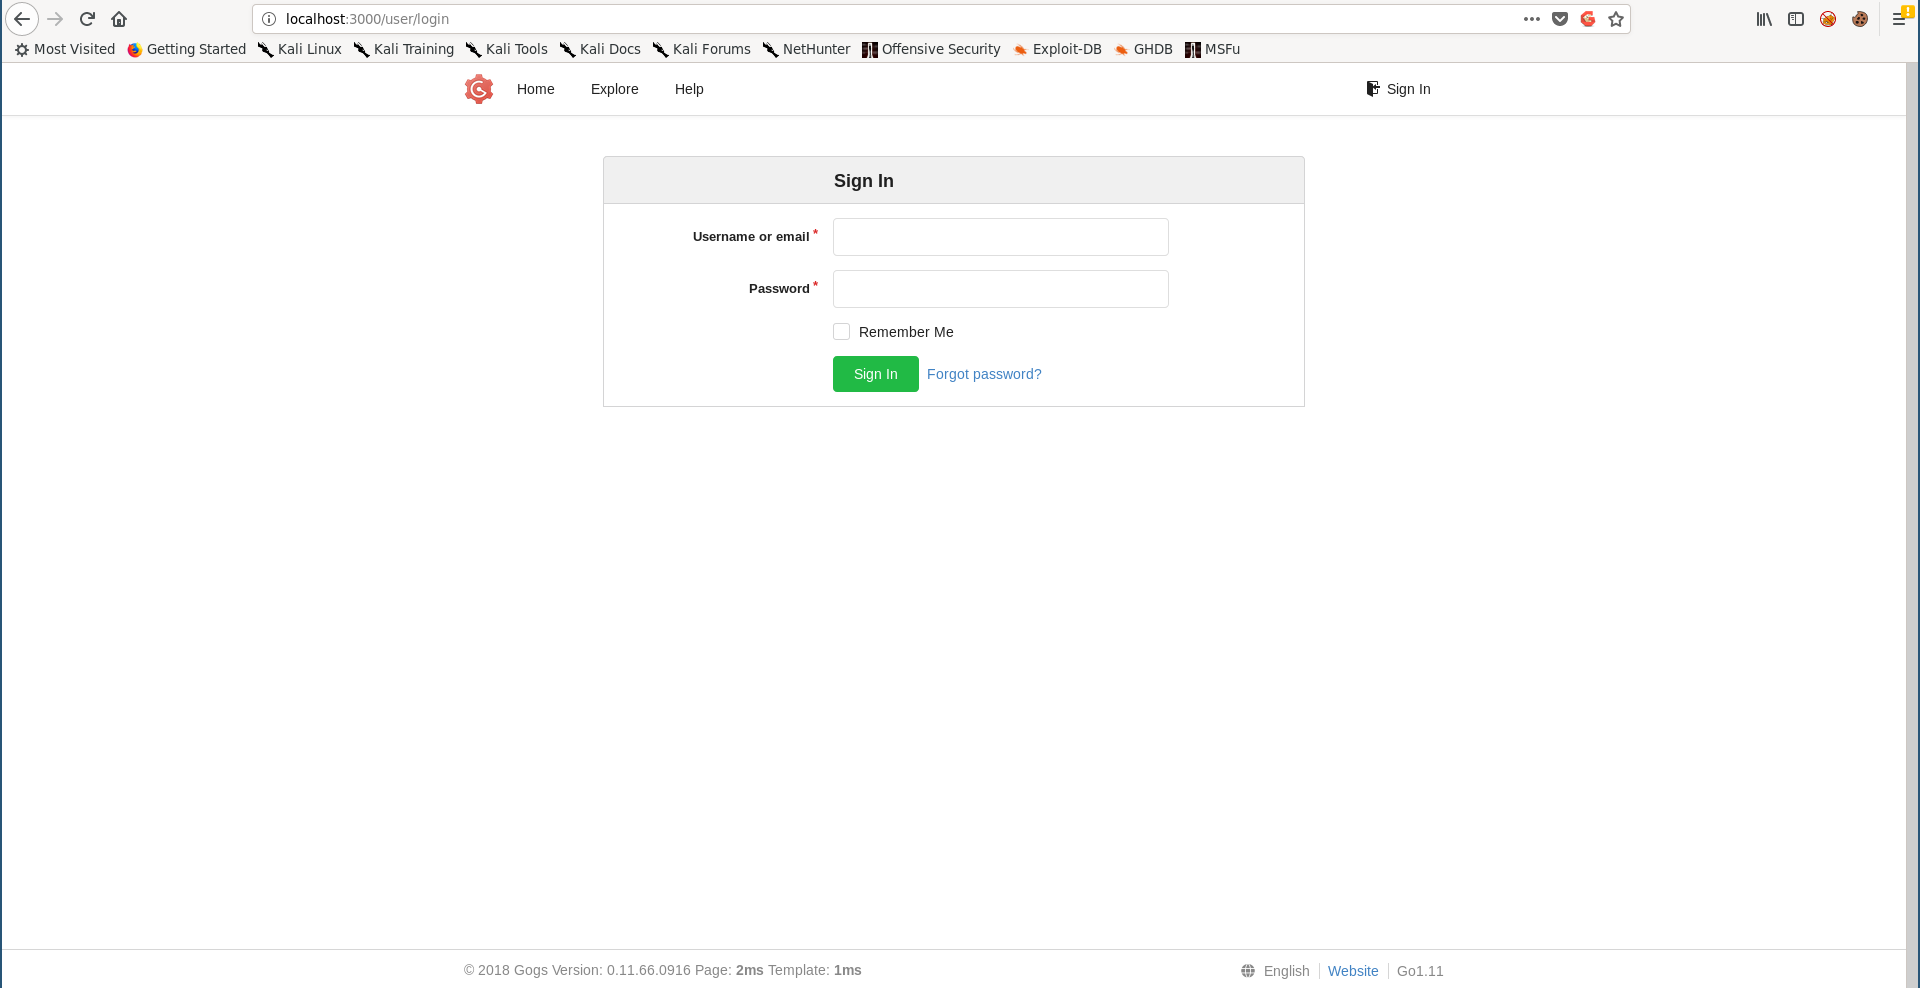 localhost:3000/user/login
Most Visited Getting Started Kali Linux Kali Training Kali Tools Kali Docs Kali Forums NetHunter Offensive Security Exploit-DB GHDB MSFu
Home Explore Help Sign In
Sign In
Username or email *
Password *
Remember Me
Sign In Forgot password?
© 2018 Gogs Version: 0.11.66.0916 Page: 2ms Template: 1ms English Website Go1.11